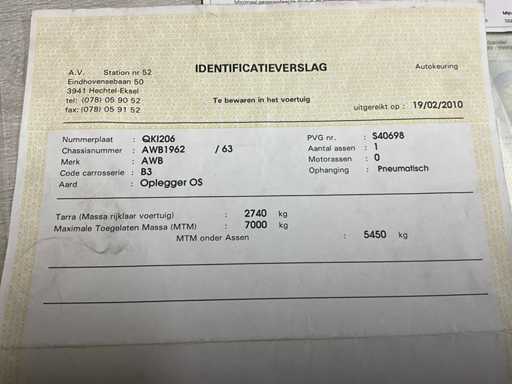 IDENTIFICATIEVERSLAG
Autokeuring
A.V. Station nr 52
Eindhovensebaan 50
3941 Hechtel-Eksel
tel: (078) 05 90 52
fax: (078) 05 91 52
Te bewaren in het voertuig
uitgereikt op : 19/02/2010
Nummerplaat : QKI206
Chassisnummer : AWB1962 / 63
Merk : AWB
Code carrosserie : B3
Aard : Oplegger OS
PVG nr. : S40698
Aantal assen : 1
Motorassen : 0
Ophanging : Pneumatisch
Tarra (Massa rijklaar voertuig) : 2740 kg
Maximale Toegelaten Massa (MTM) : 7000 kg
MTM onder Assen : 5450 kg